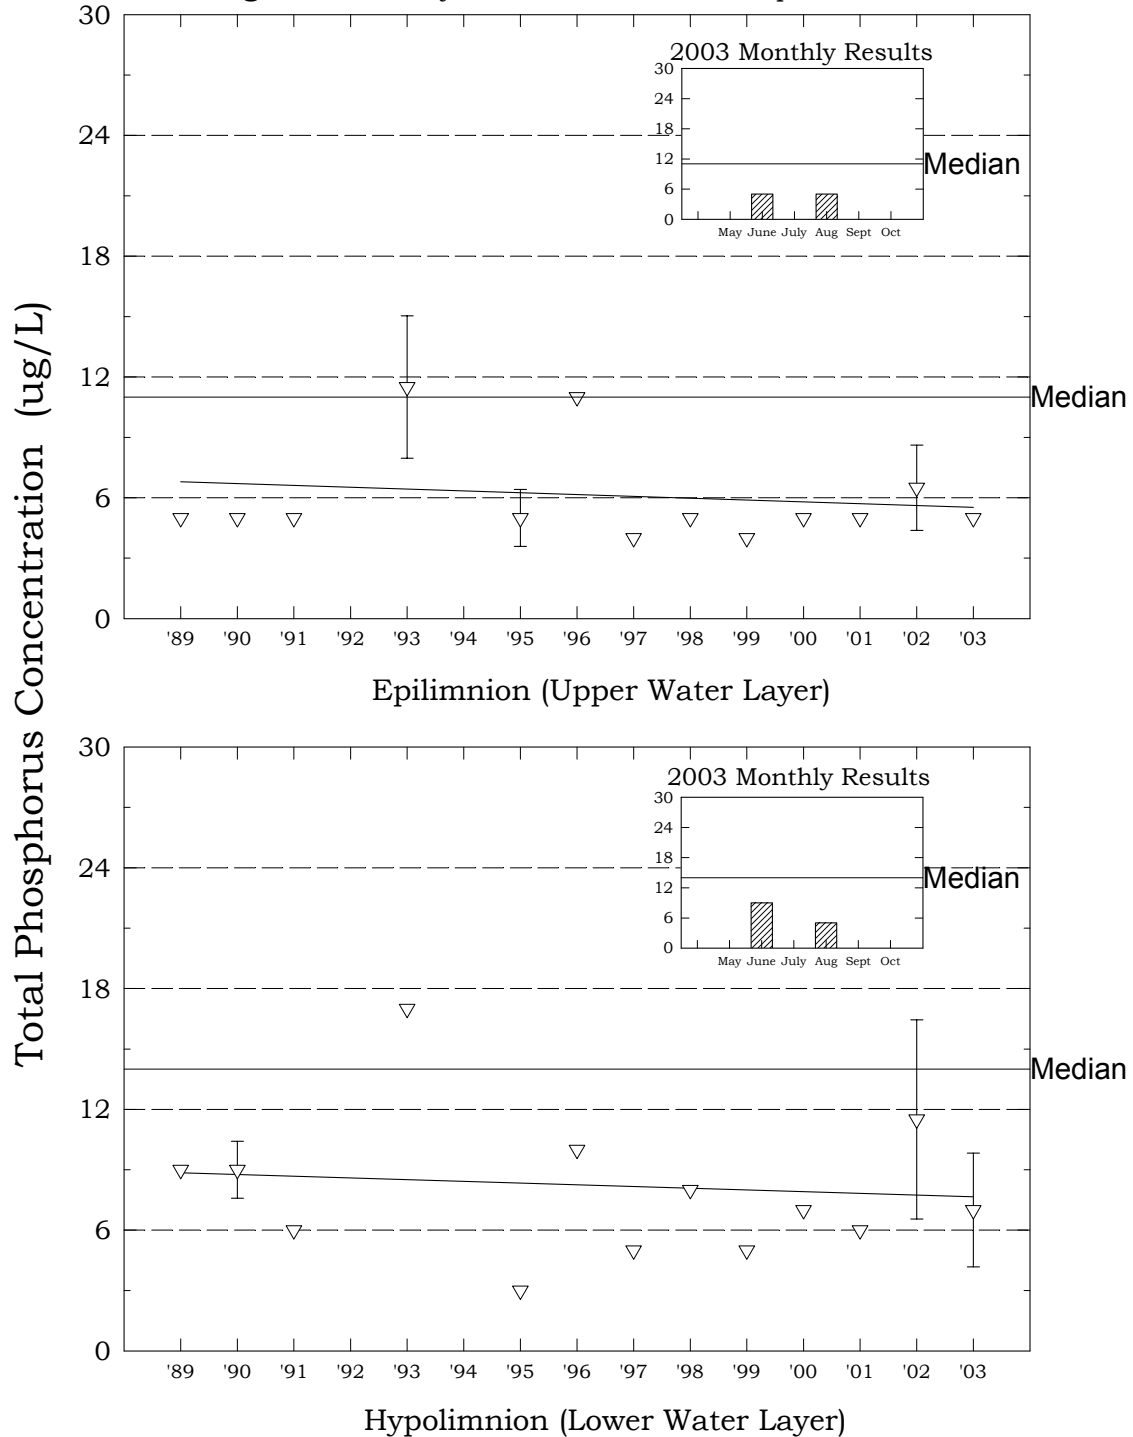 30
2003 Monthly Results
30
24
24
18
12
Median
6
0
May June July Aug Sept Oct
18
12
Median
6
0
'89 '90 '91 '92 '93 '94 '95 '96 '97 '98 '99 '00 '01 '02 '03
Epilimnion (Upper Water Layer)
Total Phosphorus Concentration (ug/L)
30
2003 Monthly Results
30
24
24
18
Median
12
6
0
May June July Aug Sept Oct
18
Median
12
6
0
'89 '90 '91 '92 '93 '94 '95 '96 '97 '98 '99 '00 '01 '02 '03
Hypolimnion (Lower Water Layer)